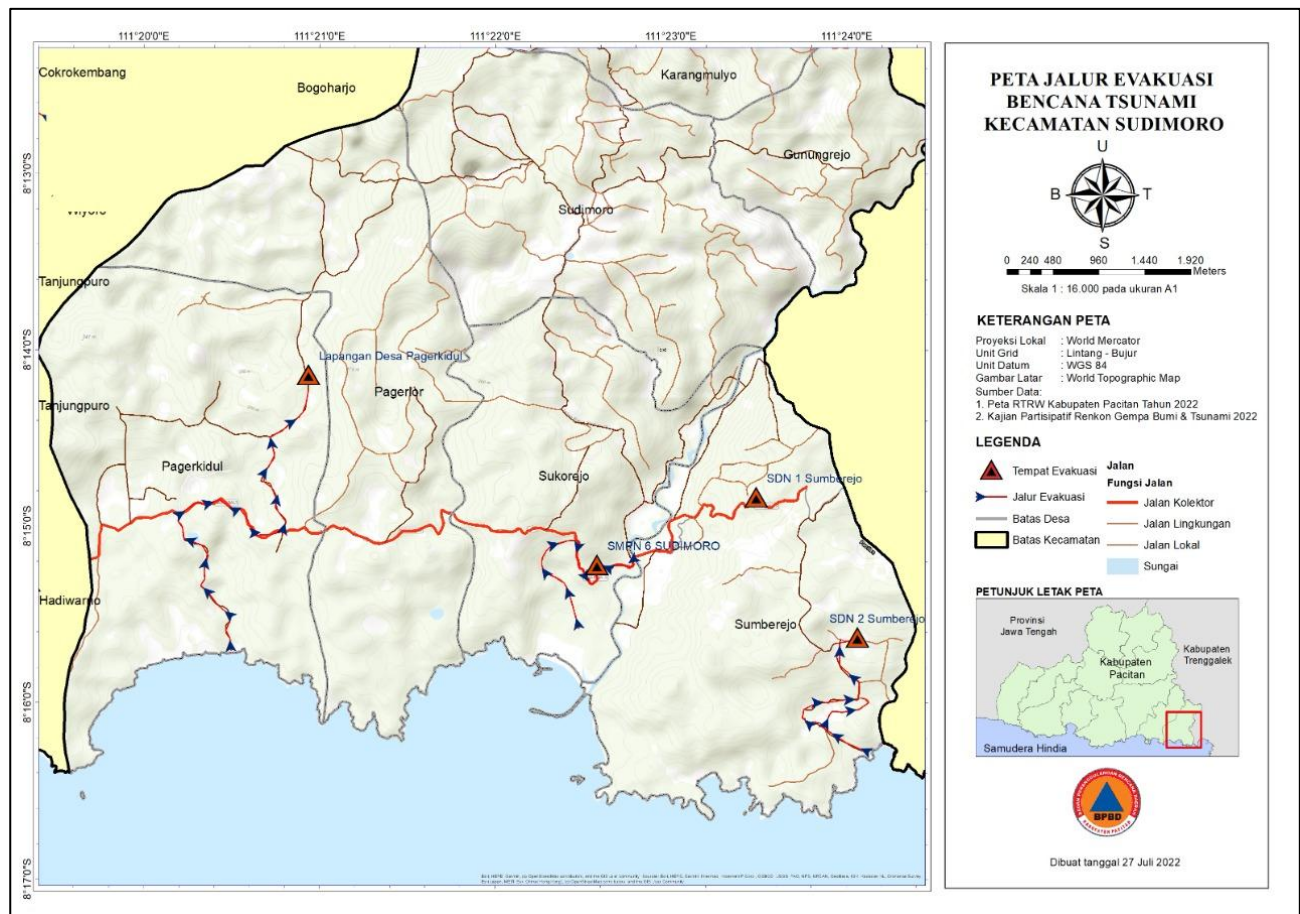 111°20'0"E
111°21'0"E
111°22'0"E
111°23'0"E
111°24'0"E
8°13'0"S
8°14'0"S
8°15'0"S
8°16'0"S
8°17'0"S
Cokrokembang
Bogoharjo
Karangmulyo
Gunungrejo
Wiyoro
Sudimoro
Tanjungpuro
Lapangan Desa Pagerkidul
Pagerlor
Tanjungpuro
Pagerkidul
Sukorejo
SDN 1 Sumberejo
SMPN 6 SUDIMORO
Hadiwarno
Sumberejo
SDN 2 Sumberejo
PETA JALUR EVAKUASI
BENCANA TSUNAMI
KECAMATAN SUDIMORO
U
B
T
S
0 240 480 960 1.440 1.920
Meters
Skala 1 : 16.000 pada ukuran A1
KETERANGAN PETA
Proyeksi Lokal : World Mercator
Unit Grid : Lintang - Bujur
Unit Datum : WGS 84
Gambar Latar : World Topographic Map
Sumber Data:
1. Peta RTRW Kabupaten Pacitan Tahun 2022
2. Kajian Partisipatif Renkon Gempa Bumi & Tsunami 2022
LEGENDA
Tempat Evakuasi
Jalur Evakuasi
Batas Desa
Batas Kecamatan
Jalan
Fungsi Jalan
Jalan Kolektor
Jalan Lingkungan
Jalan Lokal
Sungai
PETUNJUK LETAK PETA
Provinsi
Jawa Tengah
Kabupaten
Pacitan
Kabupaten
Trenggalek
Samudera Hindia
BPBD
KABUPATEN PACITAN
Dibuat tanggal 27 Juli 2022